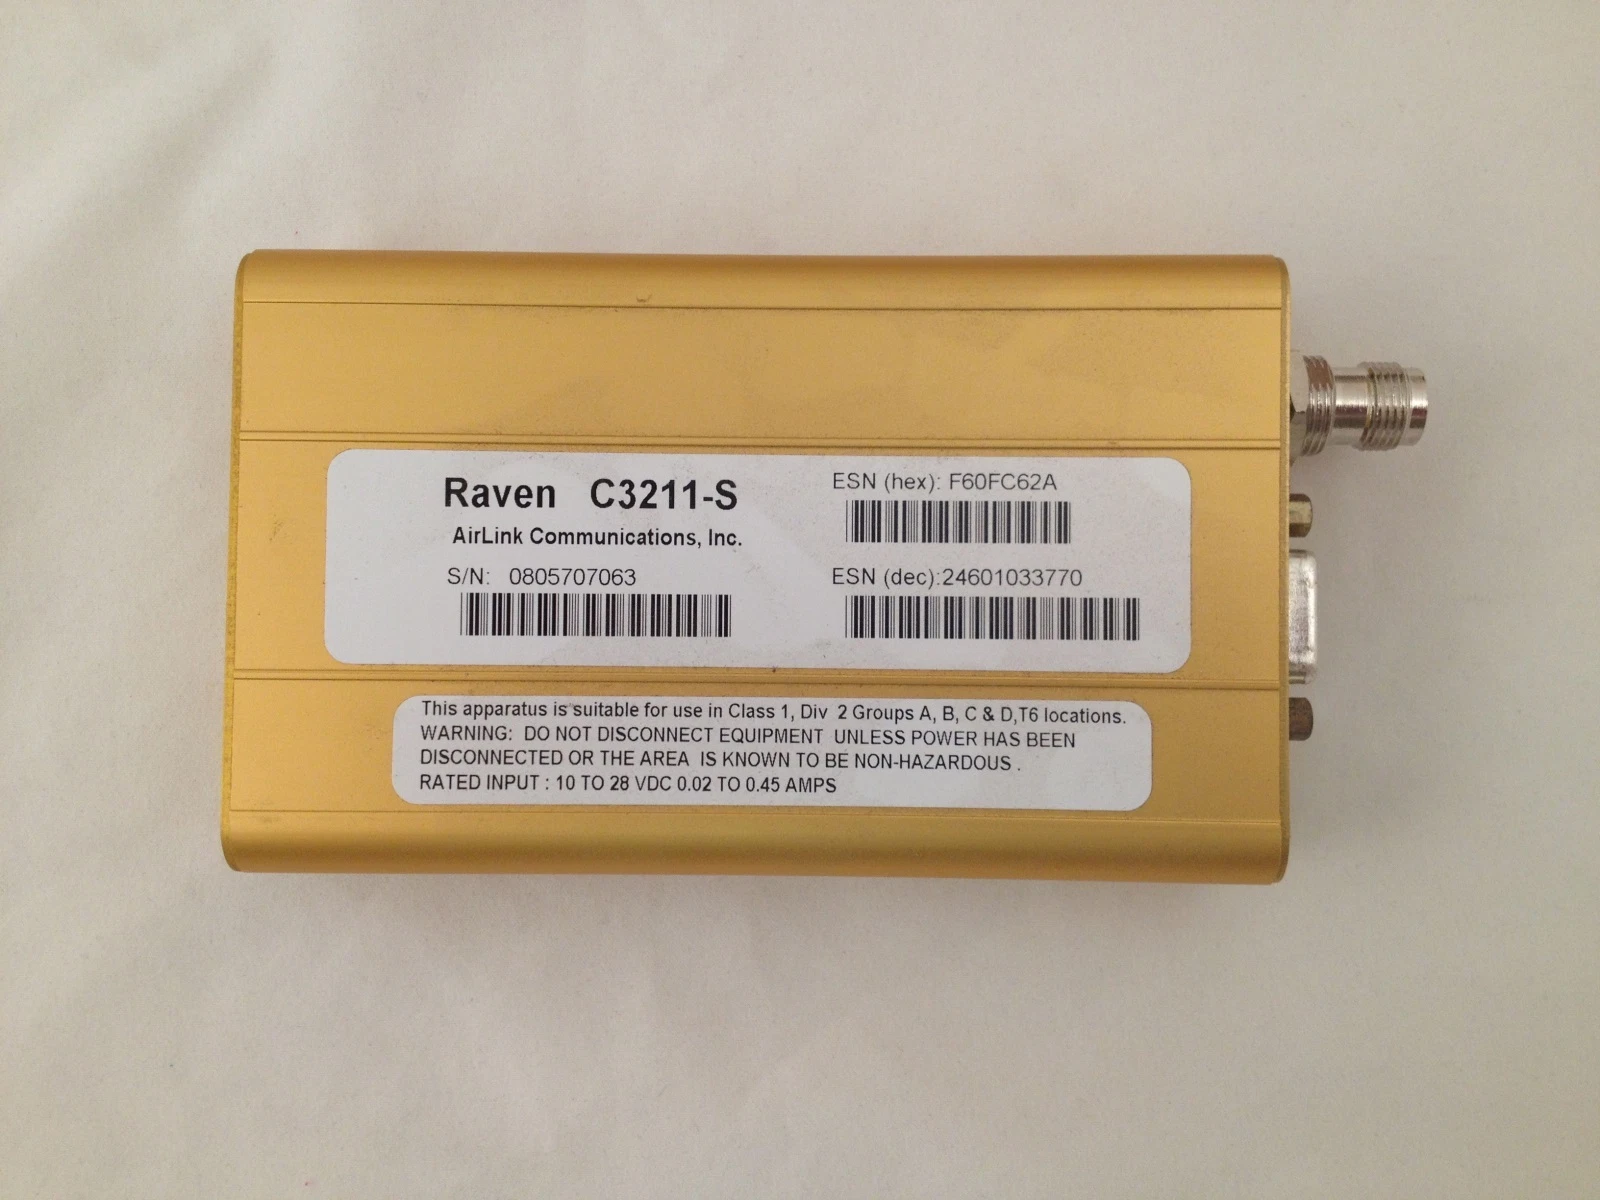 Raven C3211-S
AirLink Communications, Inc.
S/N: 0805707063
ESN (hex): F60FC62A
ESN (dec):24601033770
This apparatus is suitable for use in Class 1, Div 2 Groups A, B, C & D,T6 locations.
WARNING: DO NOT DISCONNECT EQUIPMENT UNLESS POWER HAS BEEN
DISCONNECTED OR THE AREA IS KNOWN TO BE NON-HAZARDOUS .
RATED INPUT : 10 TO 28 VDC 0.02 TO 0.45 AMPS